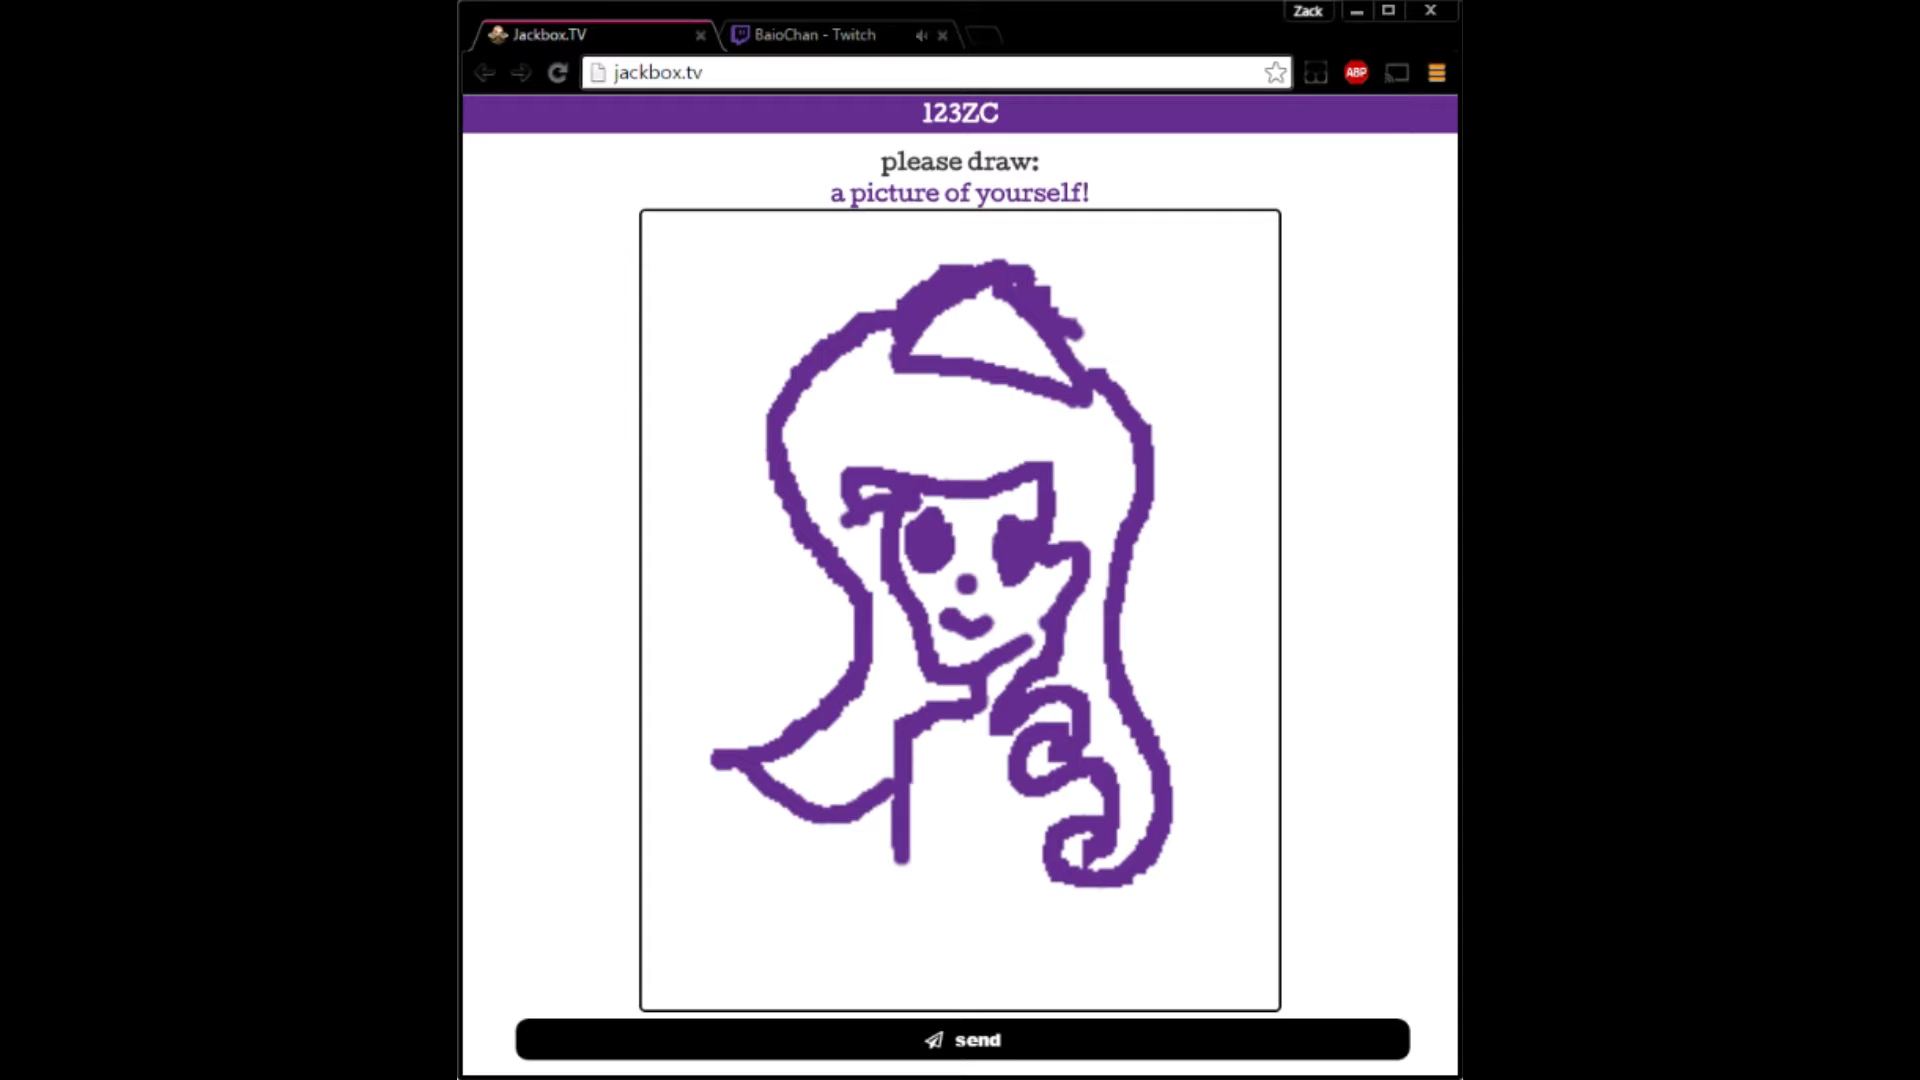 Zack
Jackbox.TV
BaioChan - Twitch
jackbox.tv
ABP
123ZC
please draw:
a picture of yourself!
send